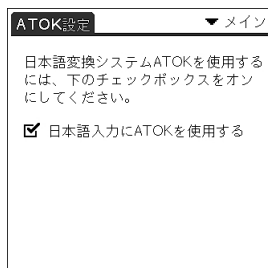 ATOK設定
メイン
日本語変換システムATOKを使用する
には、下のチェックボックスをオン
にしてください。
日本語入力にATOKを使用する